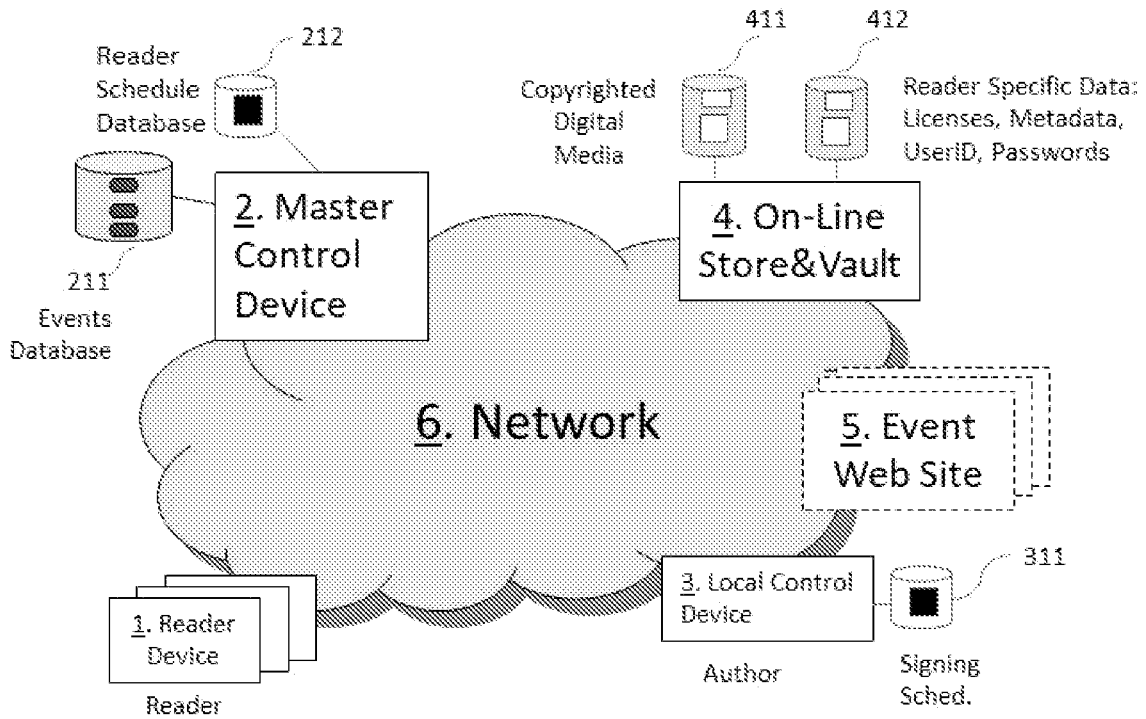 212
Reader
Schedule
Database
411
412
Copyrighted
Digital
Media
Reader Specific Data:
Licenses, Metadata,
UserID, Passwords
2. Master
Control
Device
4. On-Line
Store&Vault
211
Events
Database
6. Network
5. Event
Web Site
311
3. Local Control
Device
1. Reader
Device
Reader
Author
Signing
Sched.